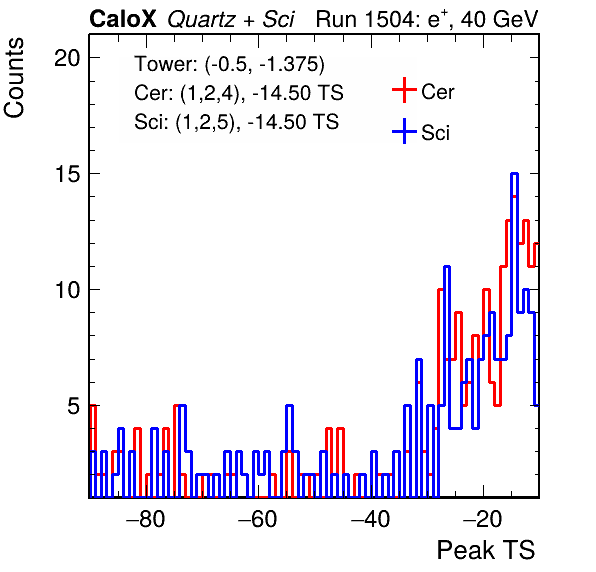 CaloX Quartz + Sci Run 1504: e+, 40 GeV
Counts
Tower: (-0.5, -1.375)
Cer: (1,2,4), -14.50 TS
Sci: (1,2,5), -14.50 TS
Cer
Sci
20
15
10
5
−80 −60 −40 −20
Peak TS